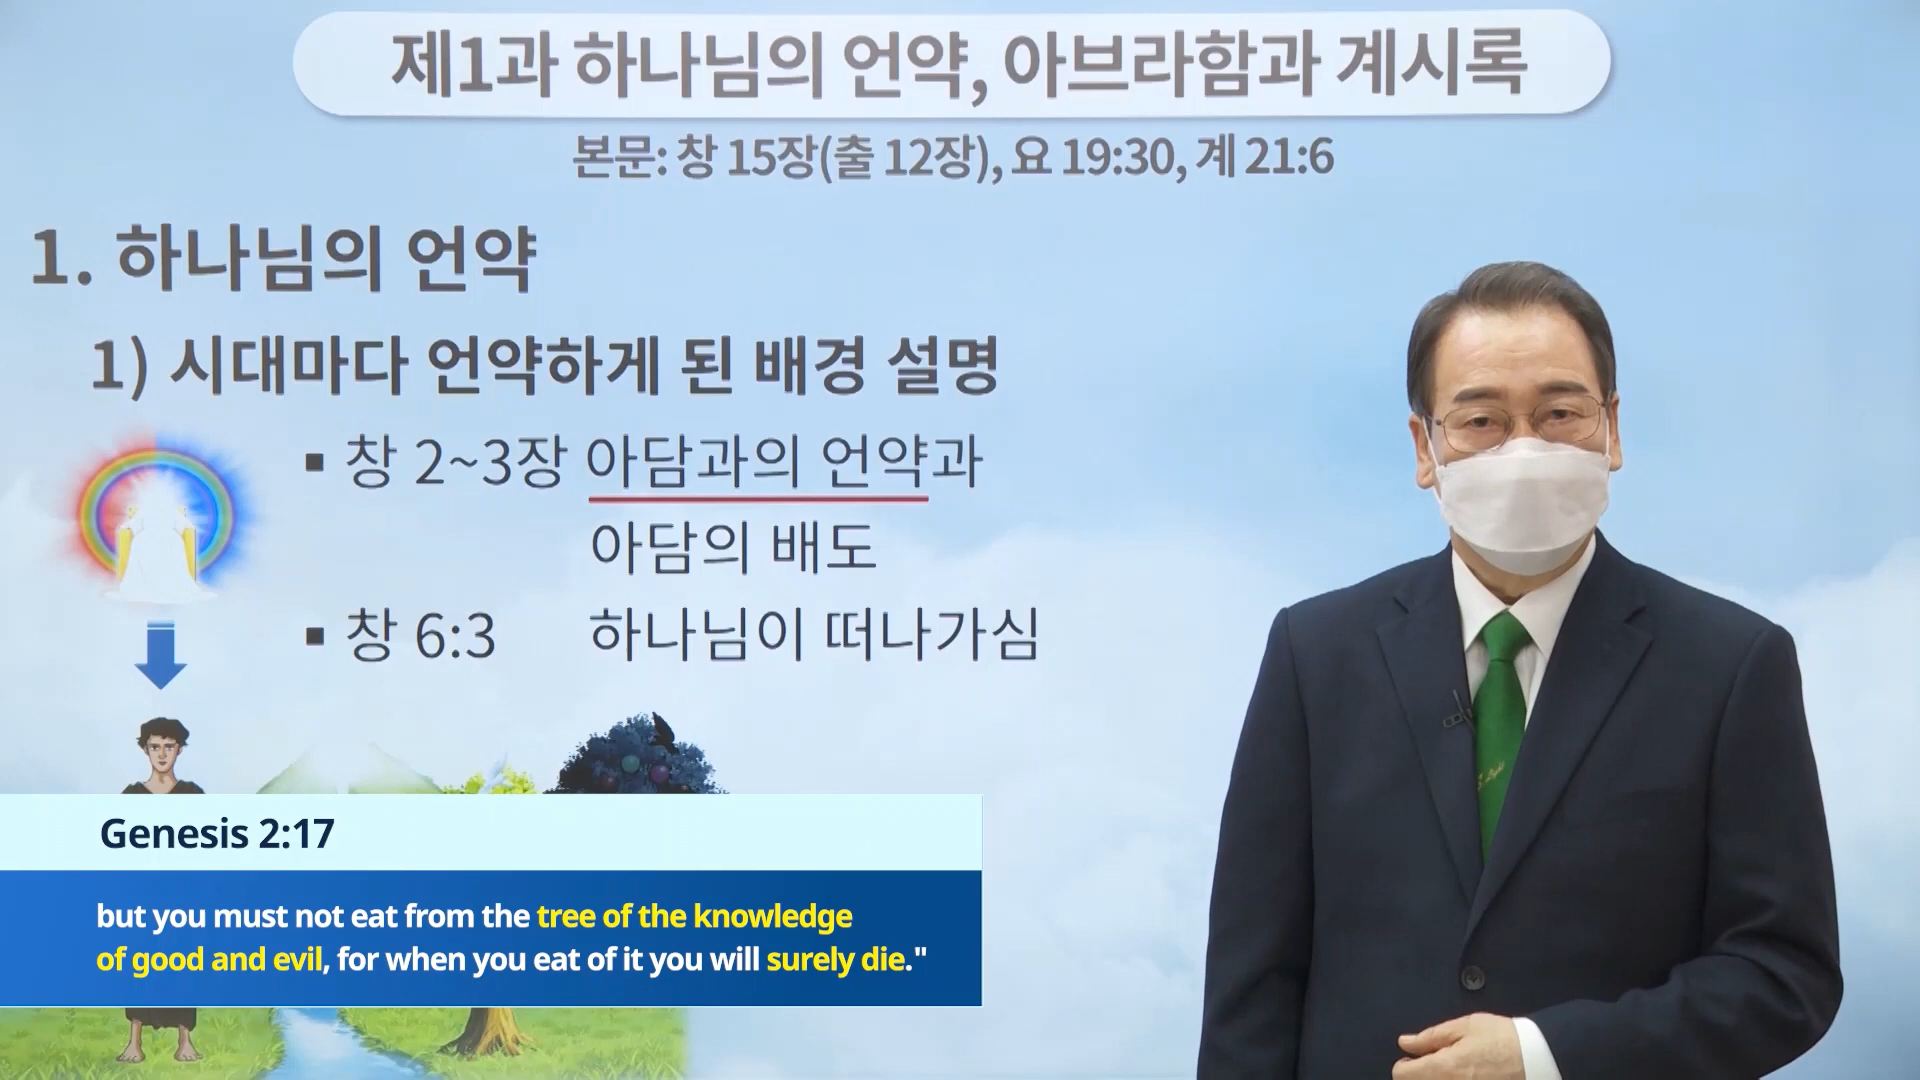 제1과 하나님의 언약, 아브라함과 계시록
본문: 창 15장(출 12장), 요 19:30, 계 21:6
1. 하나님의 언약
1) 시대마다 언약하게 된 배경 설명
▪ 창 2~3장 아담과의 언약과
아담의 배도
▪ 창 6:3 하나님이 떠나가심
Genesis 2:17
but you must not eat from the tree of the knowledge
of good and evil, for when you eat of it you will surely die."